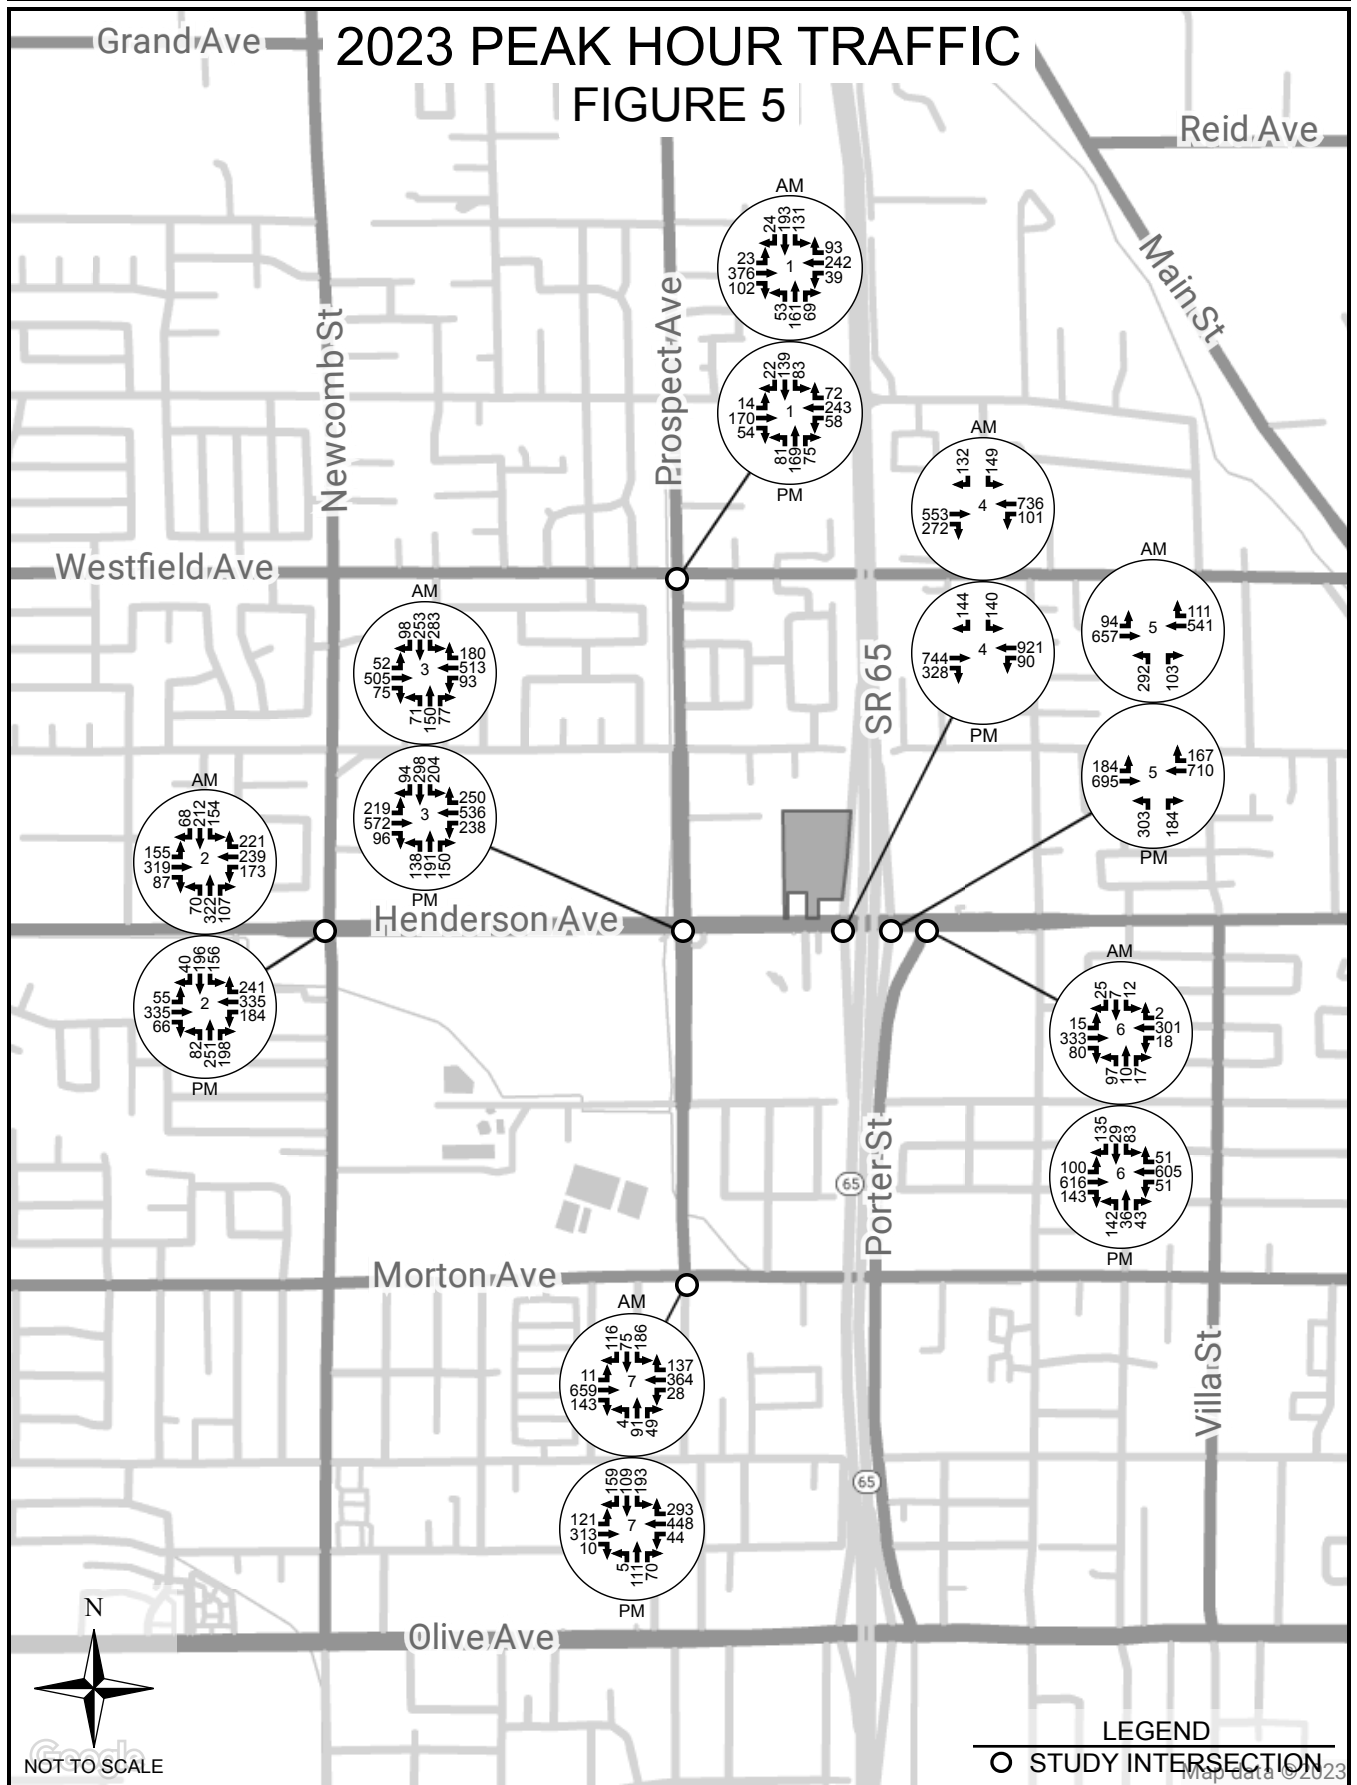 2023 PEAK HOUR TRAFFIC
FIGURE 5
Grand Ave
Reid Ave
Main St
Newcomb St
Prospect Ave
Westfield Ave
SR 65
Henderson Ave
Porter St
Morton Ave
Villa St
Olive Ave
65
65
AM
24 193 131
23
376
102
1
93
242
39
53 161 169
22 139 83
14
170
54
1
72
243
58
81 169 75
PM
AM
132 149
553
272
4
736
101
144 140
744
328
4
921
90
PM
AM
94
657
5
111
541
292 103
184
695
5
167
710
303 184
PM
AM
98 253 283
52
505
75
3
180
513
93
71 150 77
94 298 204
219
572
96
3
250
536
238
138 191 150
PM
AM
68 212 154
155
319
87
2
221
239
173
70 322 107
40 196 156
55
335
66
2
241
335
184
82 251 198
PM
AM
25 7 12
15
333
80
6
2
301
18
97 10 17
135 29 83
100
616
143
6
51
605
51
142 36 43
PM
AM
116 75 186
11
659
143
7
137
364
28
4 91 49
159 109 193
121
313
10
7
293
448
44
5 111 70
PM
N
Google
NOT TO SCALE
LEGEND
STUDY INTERSECTION
Map data ©2023